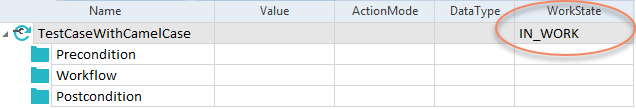 Name Value ActionMode DataType WorkState
TestCaseWithCamelCase IN_WORK
Precondition
Workflow
Postcondition